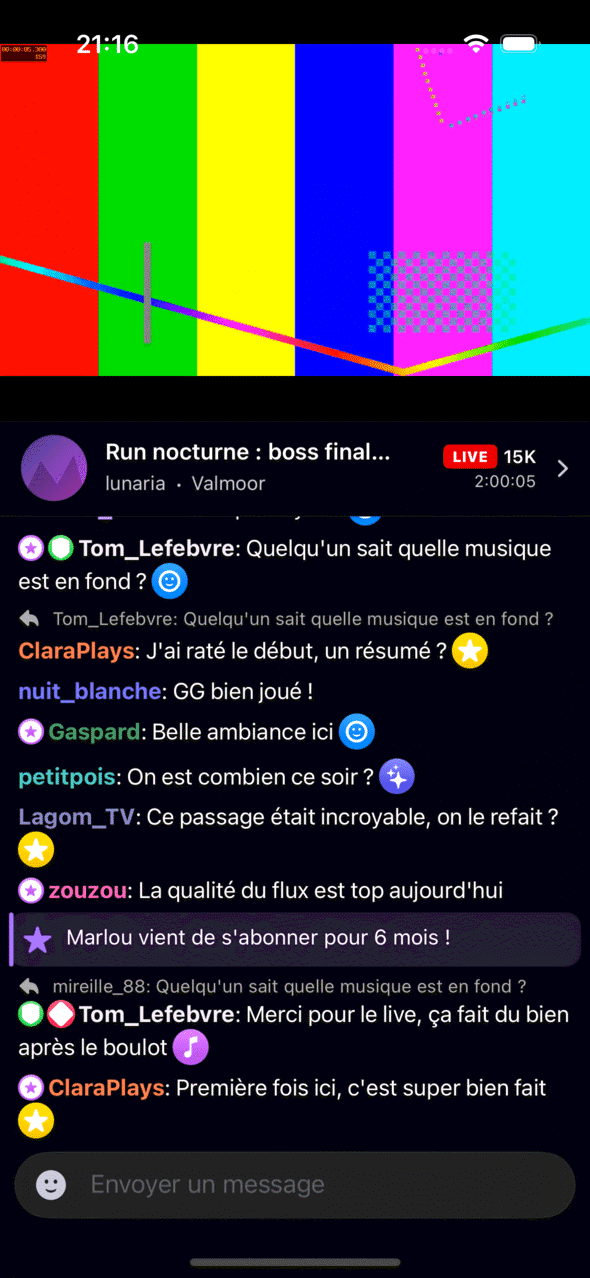 21:16
00:00:05.300
159
Run nocturne : boss final...
LIVE 15K
lunaria • Valmoor
2:00:05
Tom_Lefebvre: Quelqu'un sait quelle musique
est en fond ?
Tom_Lefebvre: Quelqu'un sait quelle musique est en fond ?
ClaraPlays: J'ai raté le début, un résumé ?
nuit_blanche: GG bien joué !
Gaspard: Belle ambiance ici
petitpois: On est combien ce soir ?
Lagom_TV: Ce passage était incroyable, on le refait ?
zouzou: La qualité du flux est top aujourd'hui
Marlou vient de s'abonner pour 6 mois !
mireille_88: Quelqu'un sait quelle musique est en fond ?
Tom_Lefebvre: Merci pour le live, ça fait du bien
après le boulot
ClaraPlays: Première fois ici, c'est super bien fait
Envoyer un message